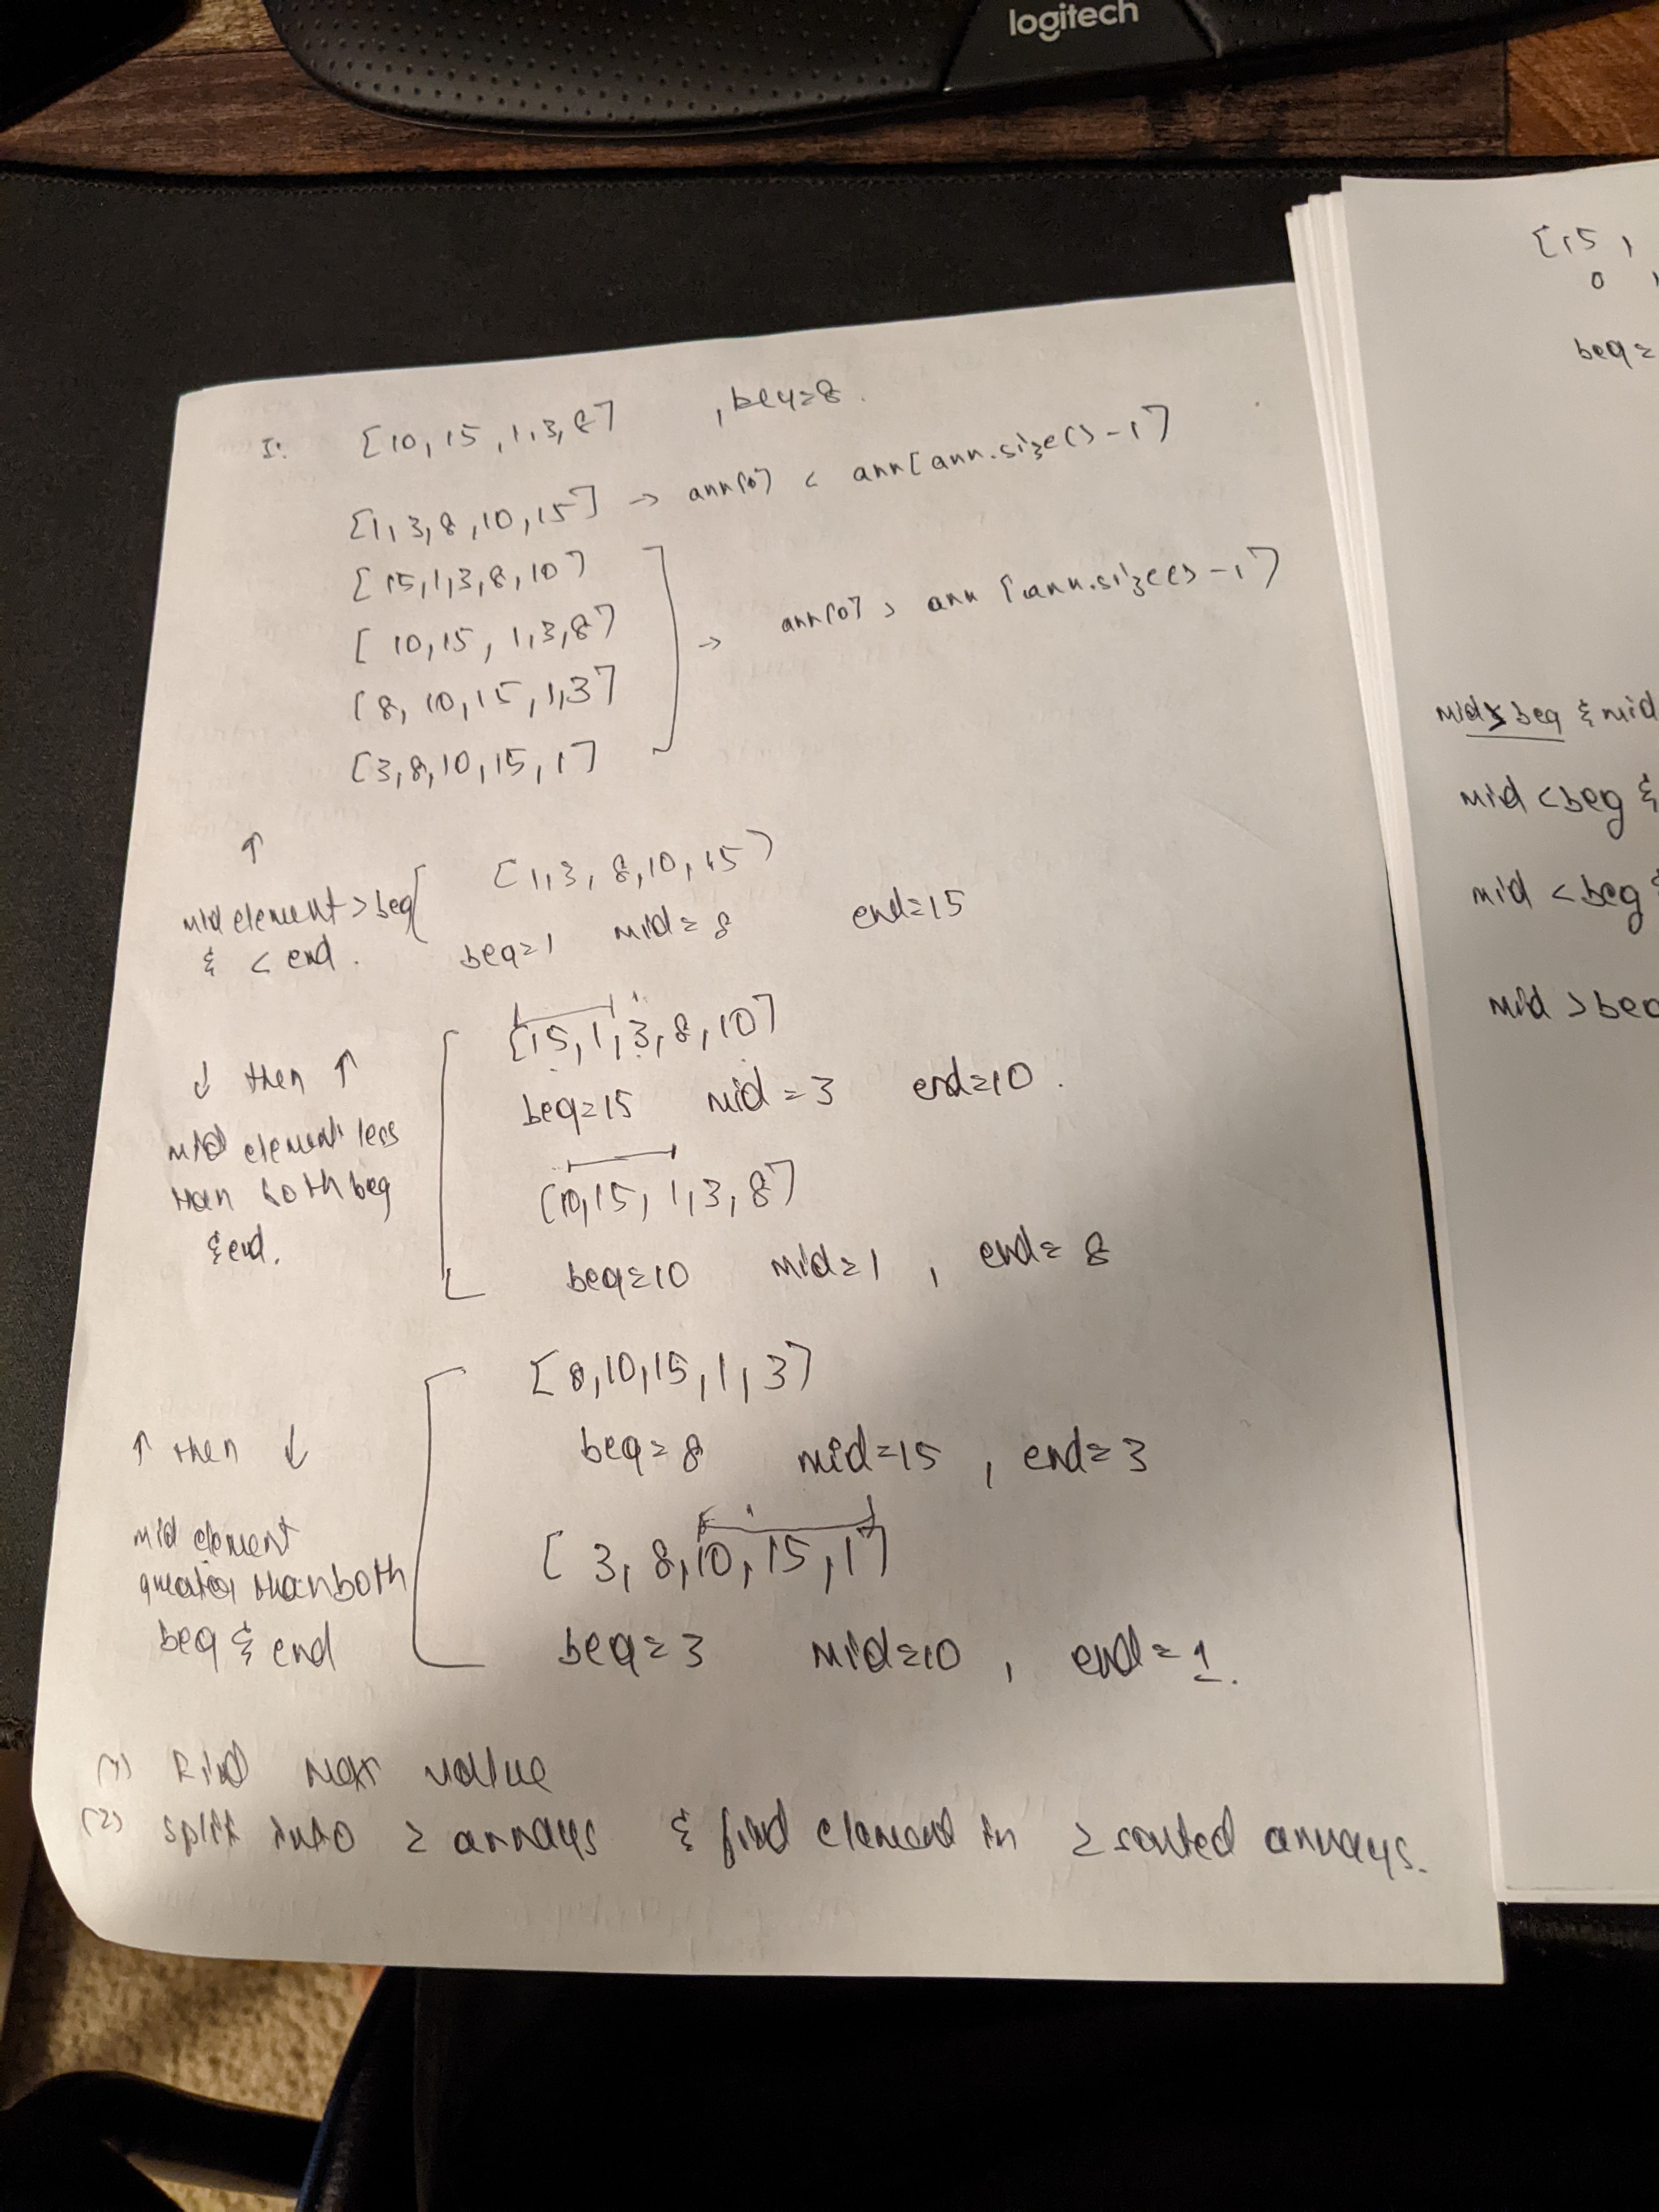 logitech
I: [10, 15, 1, 3, 8] , key=8.
[1, 3, 8, 10, 15] → arr[0] < arr[arr.size()-1]
[15, 1, 3, 8, 10]
[10, 15, 1, 3, 8] → arr[0] > arr[arr.size()-1]
[8, 10, 15, 1, 3]
[3, 8, 10, 15, 1]
↑
mid element > beg
& < end.
[1, 3, 8, 10, 15]
beg=1 mid=8 end=15
↓ then ↑
mid element less
than both beg
& end.
[15, 1, 3, 8, 10]
beg=15 mid=3 end=10.
[10, 15, 1, 3, 8]
beg=10 mid=1, end=8
↑ then ↓
mid element
greater than both
beg & end
[8, 10, 15, 1, 3]
beg=8 mid=15, end=3
[3, 8, 10, 15, 1]
beg=3 mid=10, end=1.
(1) Find max value
(2) split into 2 arrays & find element in 2 sorted arrays.
[15,
0
beg=
mid>beg & mid
mid <beg &
mid <beg
mid >beg